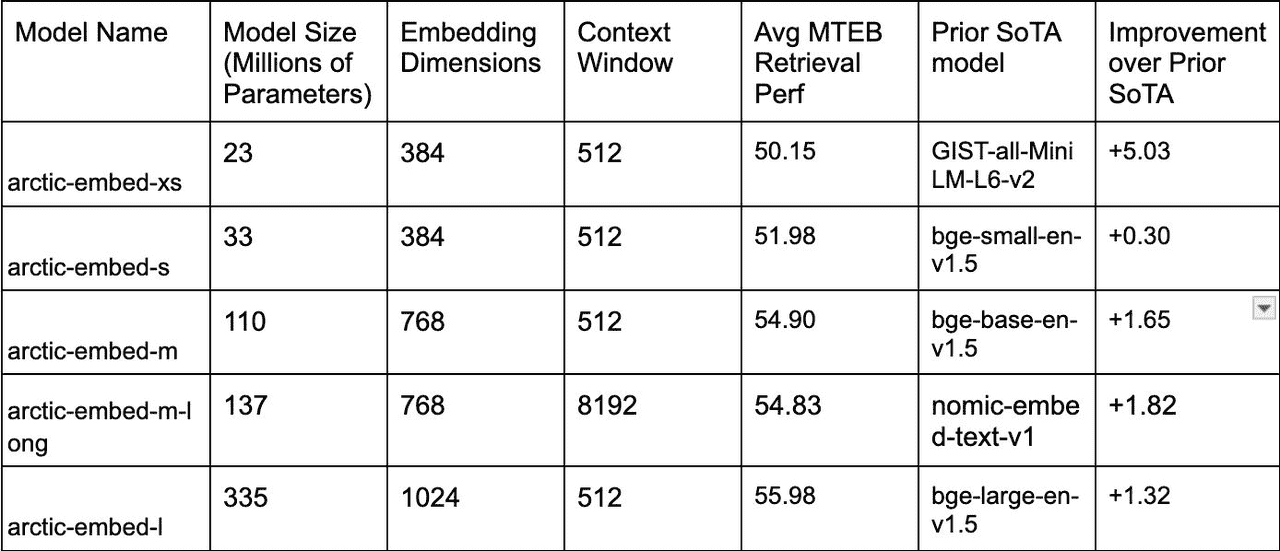 Model Name
Model Size
(Millions of
Parameters)
Embedding
Dimensions
Context
Window
Avg MTEB
Retrieval
Perf
Prior SoTA
model
Improvement
over Prior
SoTA
arctic-embed-xs
23
384
512
50.15
GIST-all-Mini
LM-L6-v2
+5.03
arctic-embed-s
33
384
512
51.98
bge-small-en-
v1.5
+0.30
arctic-embed-m
110
768
512
54.90
bge-base-en-
v1.5
+1.65
arctic-embed-m-l
ong
137
768
8192
54.83
nomic-embe
d-text-v1
+1.82
arctic-embed-l
335
1024
512
55.98
bge-large-en-
v1.5
+1.32